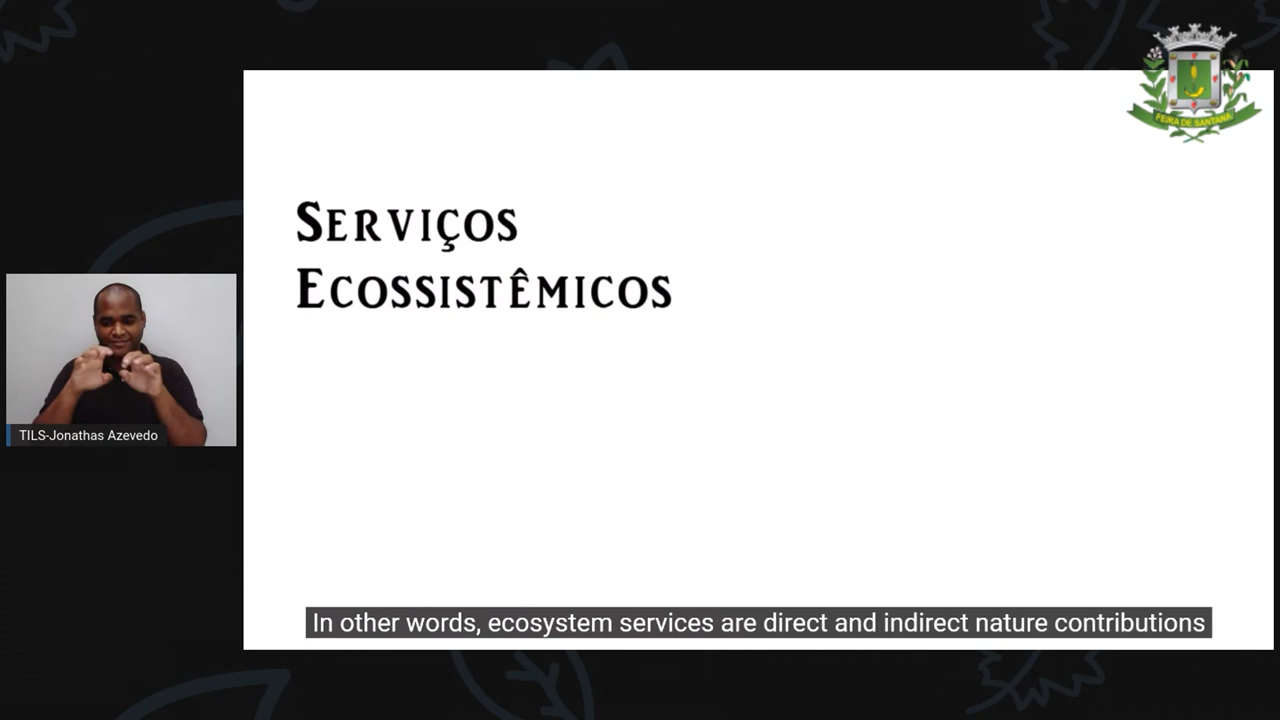 FEIRA DE SANTANA
SERVIÇOS
ECOSSISTÊMICOS
TILS-Jonathas Azevedo
In other words, ecosystem services are direct and indirect nature contributions